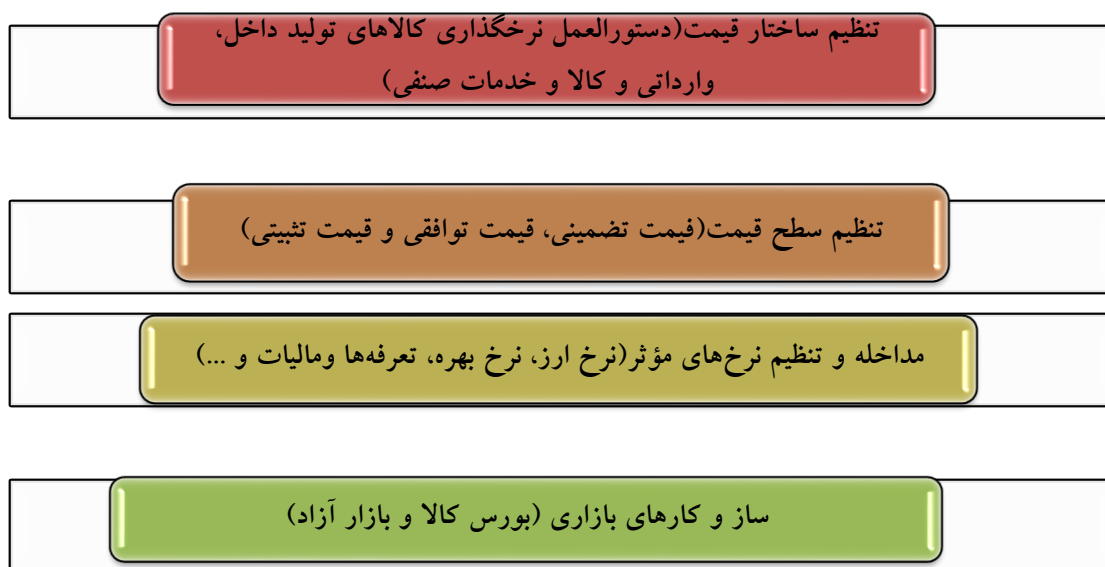 تنظیم ساختار قیمت(دستورالعمل نرخگذاری کالاهای تولید داخل،
وارداتی و کالا و خدمات صنفی)
تنظیم سطح قیمت(فیمت تضمینی، قیمت توافقی و قیمت تثبیتی)
مداخله و تنظیم نرخ‌های مؤثر(نرخ ارز، نرخ بهره، تعرفه‌ها ومالیات و ...)
ساز و کارهای بازاری (بورس کالا و بازار آزاد)